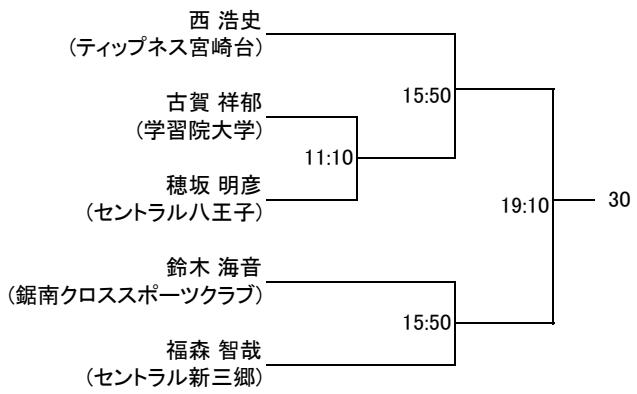 西 浩史
(ティップネス宮崎台)
15:50
古賀 祥郁
(学習院大学)
11:10
穂坂 明彦
(セントラル八王子)
19:10
30
鈴木 海音
(鋸南クロススポーツクラブ)
15:50
福森 智哉
(セントラル新三郷)